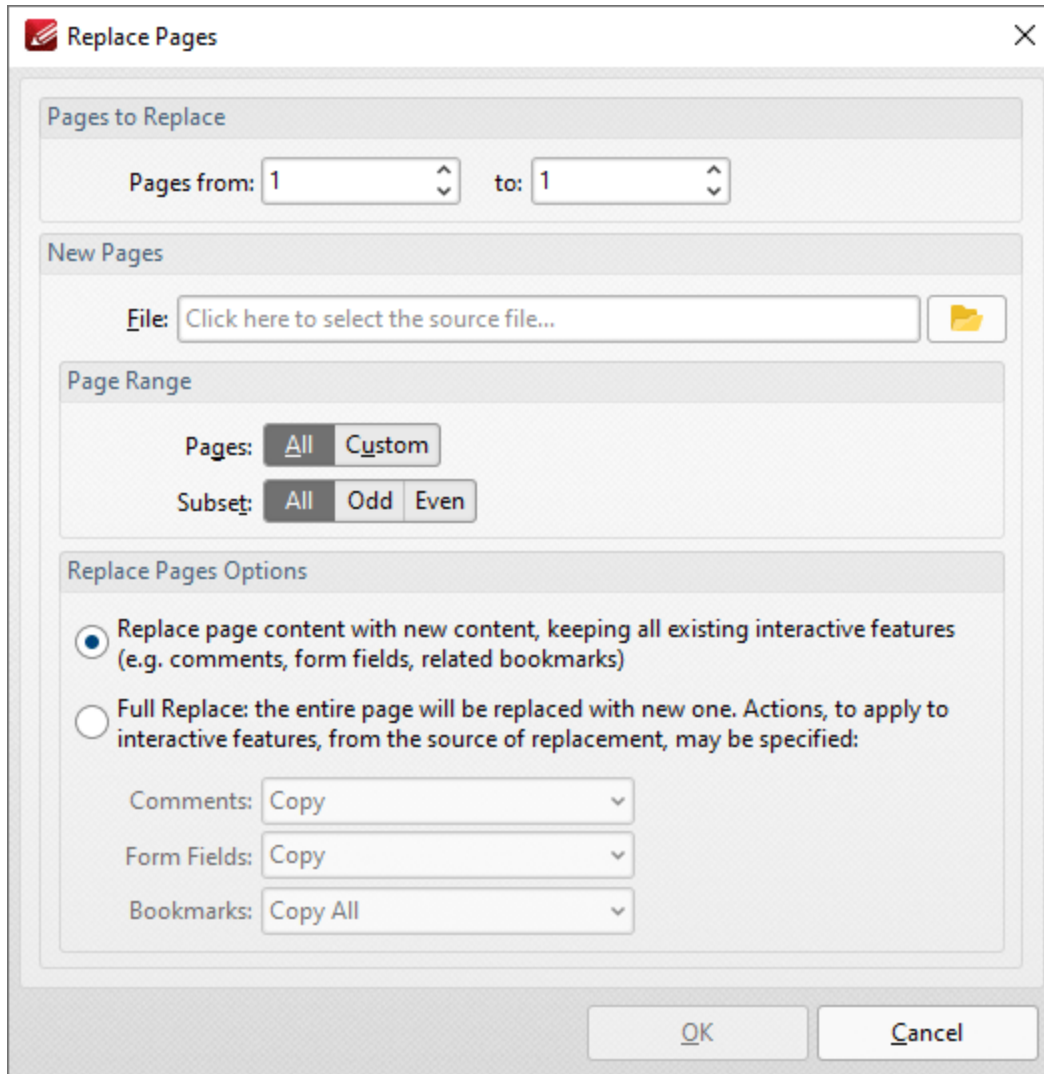 Replace Pages
Pages to Replace
Pages from: 1 to: 1
New Pages
File: Click here to select the source file...
Page Range
Pages: All Custom
Subset: All Odd Even
Replace Pages Options
Replace page content with new content, keeping all existing interactive features
(e.g. comments, form fields, related bookmarks)
Full Replace: the entire page will be replaced with new one. Actions, to apply to
interactive features, from the source of replacement, may be specified:
Comments: Copy
Form Fields: Copy
Bookmarks: Copy All
OK Cancel